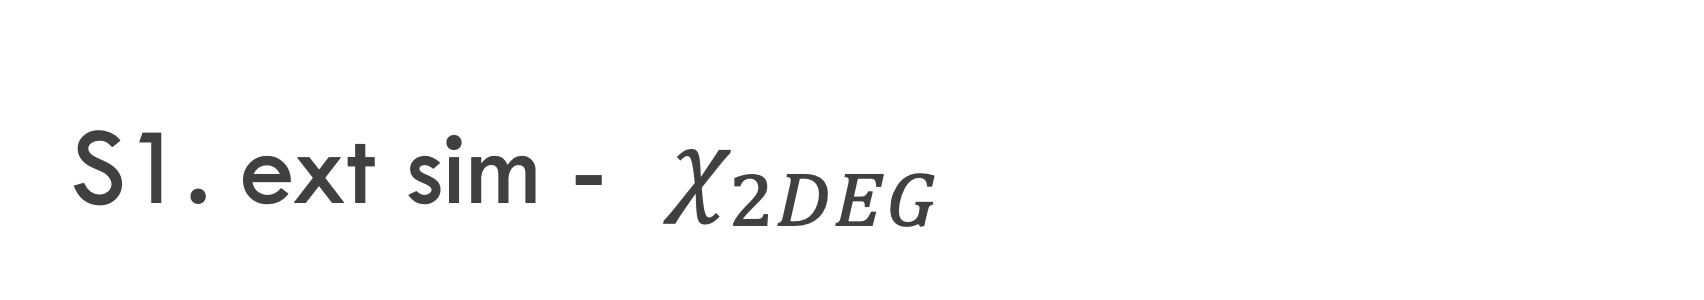 S1. ext sim - χ₂DEG